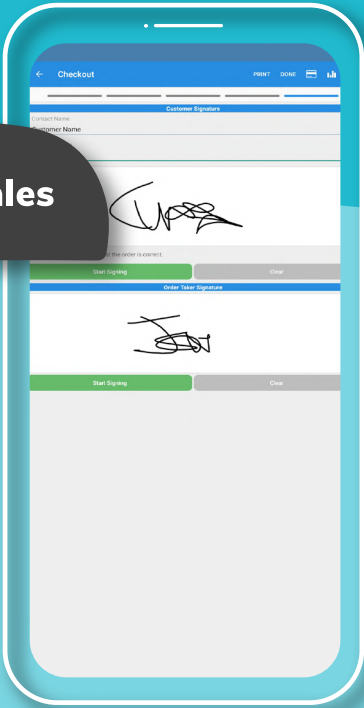 Checkout
PRINT DONE
Customer Signature
Contact Name
Customer Name
ales
the order is correct.
Start Signing Clear
Order Taker Signature
Start Signing Clear